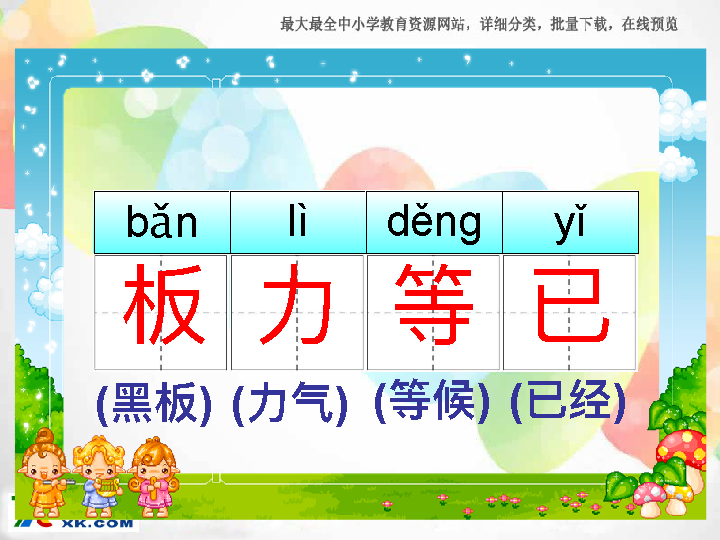 最大最全中小学教育资源网站，详细分类，批量下载，在线预览
bǎn lì děng yǐ
板 力 等 已
(黑板) (力气) (等候) (已经)
XK.COM